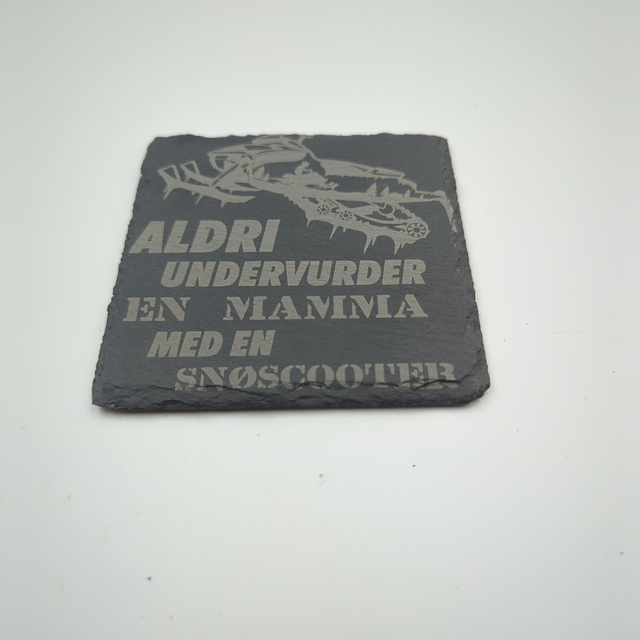 ALDRI
UNDERVURDER
EN MAMMA
MED EN
SNØSCOOTER